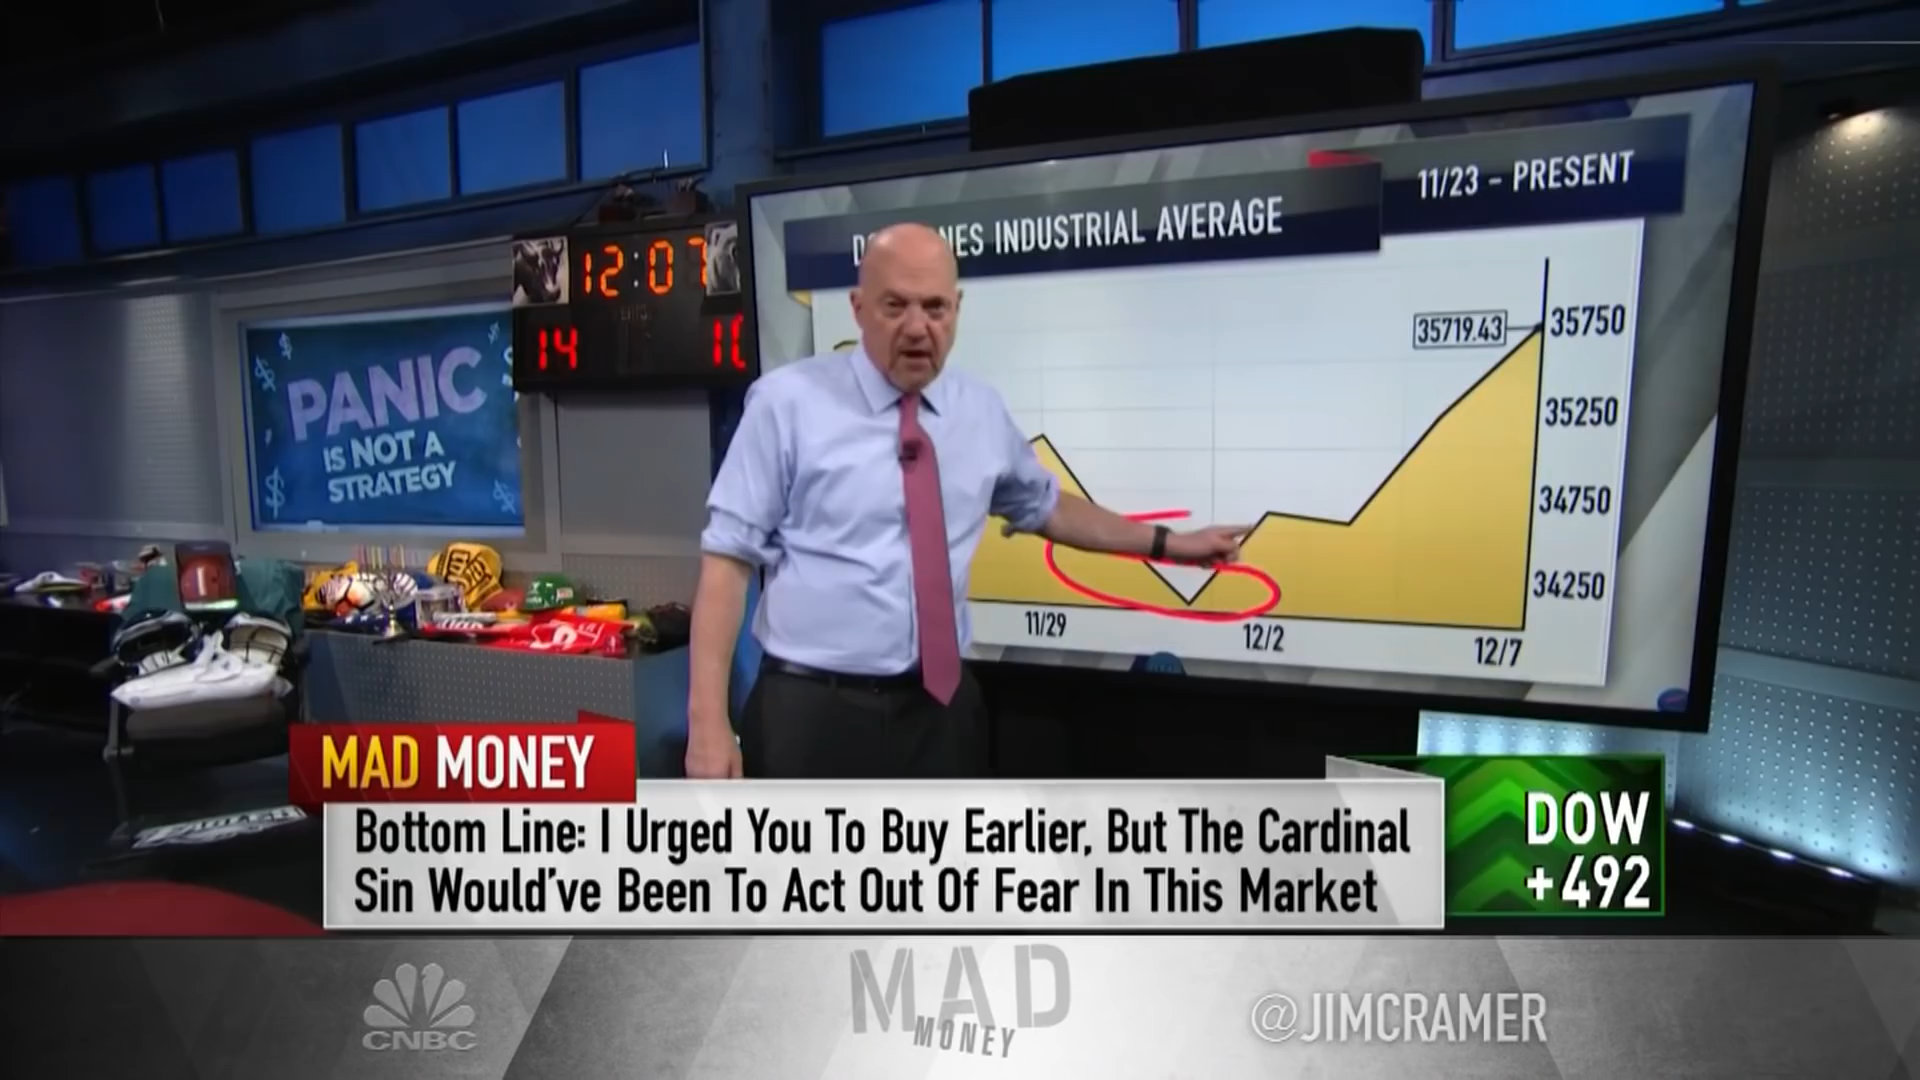 PANIC
IS NOT A
STRATEGY
12:07
14
11/23 - PRESENT
INDUSTRIAL AVERAGE
35719.43
35750
35250
34750
34250
11/29
12/2
12/7
MAD MONEY
Bottom Line: I Urged You To Buy Earlier, But The Cardinal
Sin Would've Been To Act Out Of Fear In This Market
DOW
+492
CNBC
MAD
MONEY
@JIMCRAMER